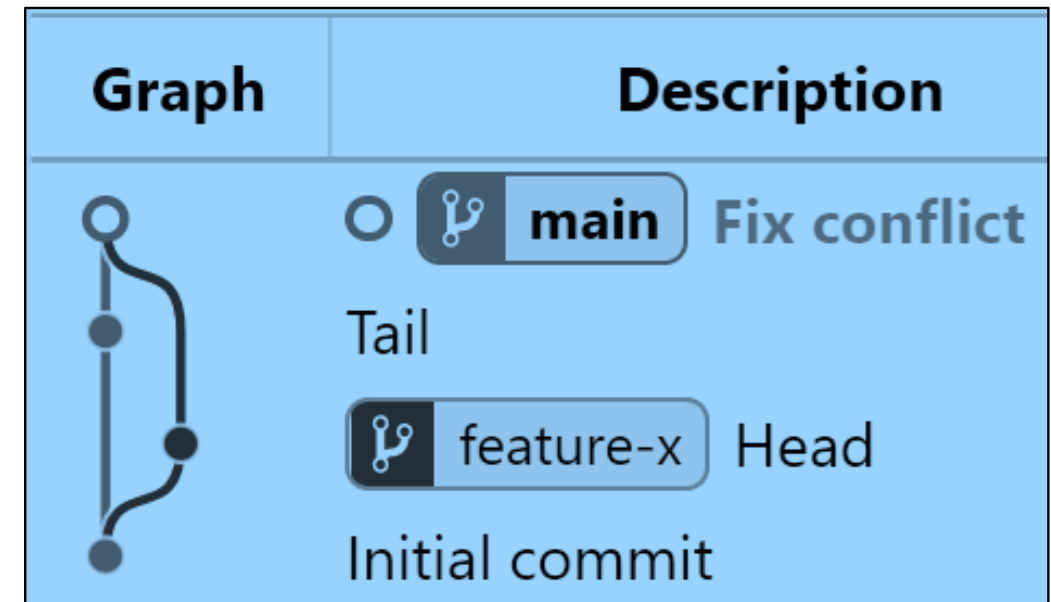 Graph Description
main Fix conflict
Tail
feature-x Head
Initial commit